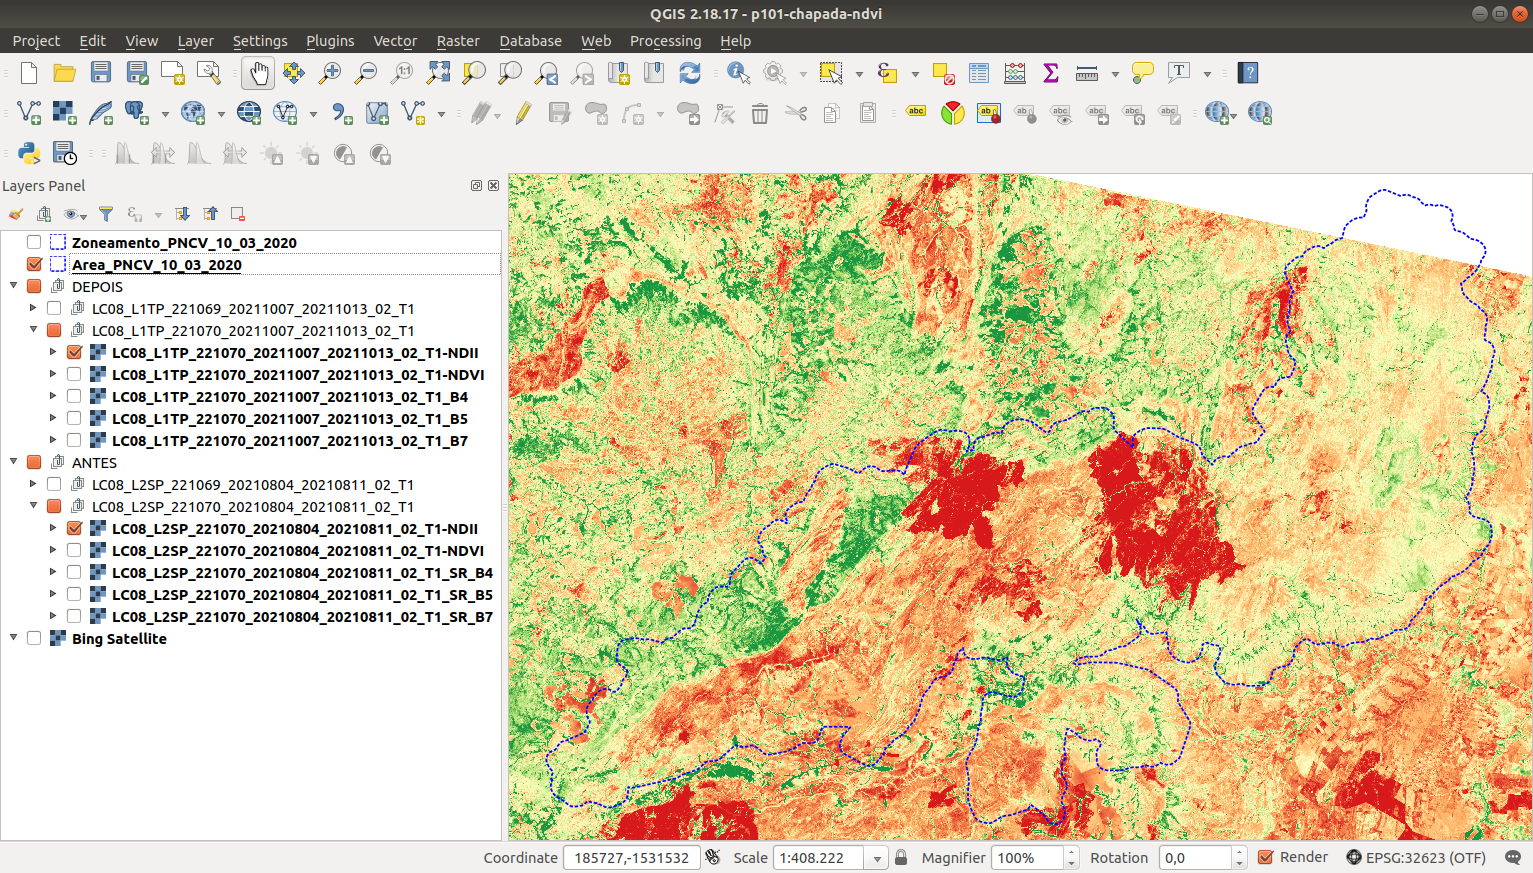 QGIS 2.18.17 - p101-chapada-ndvi
Project Edit View Layer Settings Plugins Vector Raster Database Web Processing Help
Layers Panel
Zoneamento_PNCV_10_03_2020
Area_PNCV_10_03_2020
DEPOIS
LC08_L1TP_221069_20211007_20211013_02_T1
LC08_L1TP_221070_20211007_20211013_02_T1
LC08_L1TP_221070_20211007_20211013_02_T1-NDII
LC08_L1TP_221070_20211007_20211013_02_T1-NDVI
LC08_L1TP_221070_20211007_20211013_02_T1_B4
LC08_L1TP_221070_20211007_20211013_02_T1_B5
LC08_L1TP_221070_20211007_20211013_02_T1_B7
ANTES
LC08_L2SP_221069_20210804_20210811_02_T1
LC08_L2SP_221070_20210804_20210811_02_T1
LC08_L2SP_221070_20210804_20210811_02_T1-NDII
LC08_L2SP_221070_20210804_20210811_02_T1-NDVI
LC08_L2SP_221070_20210804_20210811_02_T1_SR_B4
LC08_L2SP_221070_20210804_20210811_02_T1_SR_B5
LC08_L2SP_221070_20210804_20210811_02_T1_SR_B7
Bing Satellite
Coordinate 185727,-1531532 Scale 1:408.222 Magnifier 100% Rotation 0,0 Render EPSG:32623 (OTF)